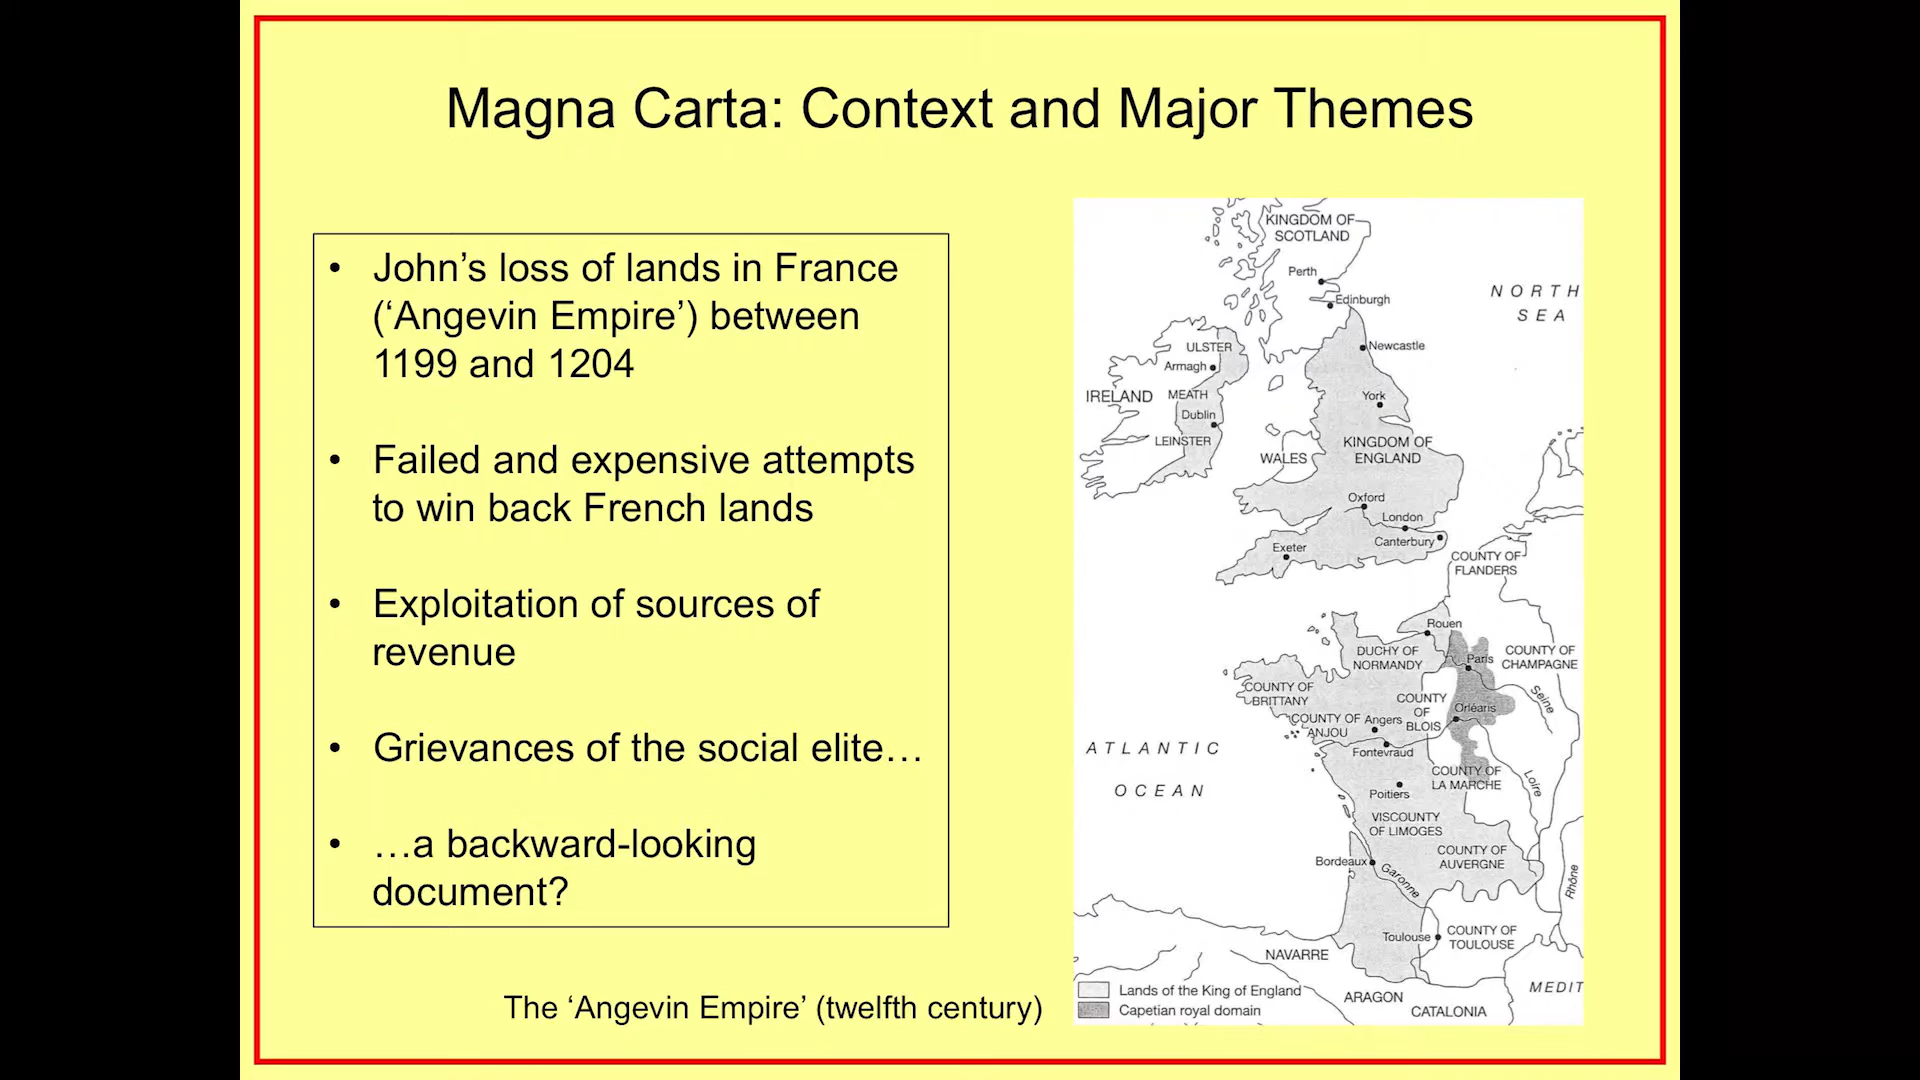 Magna Carta: Context and Major Themes
• John’s loss of lands in France
(‘Angevin Empire’) between
1199 and 1204
• Failed and expensive attempts
to win back French lands
• Exploitation of sources of
revenue
• Grievances of the social elite…
• …a backward-looking
document?
The ‘Angevin Empire’ (twelfth century)
KINGDOM OF
SCOTLAND
Perth
Edinburgh
NORTH
SEA
Newcastle
ULSTER
Armagh
IRELAND
MEATH
Dublin
LEINSTER
York
KINGDOM OF
ENGLAND
WALES
Oxford
London
Canterbury
Exeter
COUNTY OF
FLANDERS
Rouen
DUCHY OF
NORMANDY
Paris
COUNTY OF
CHAMPAGNE
Seine
COUNTY OF
BRITTANY
COUNTY
OF
BLOIS
Orléans
COUNTY OF
ANJOU
Angers
Fontevraud
ATLANTIC
OCEAN
COUNTY OF
LA MARCHE
Loire
Poitiers
VISCOUNTY
OF LIMOGES
COUNTY OF
AUVERGNE
Bordeaux
Garonne
Rhône
Toulouse
COUNTY OF
TOULOUSE
NAVARRE
MEDIT
ARAGON
CATALONIA
Lands of the King of England
Capetian royal domain